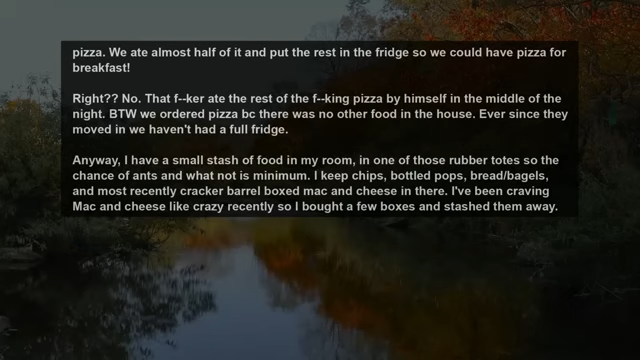 pizza. We ate almost half of it and put the rest in the fridge so we could have pizza for
breakfast!
Right?? No. That f--ker ate the rest of the f--king pizza by himself in the middle of the
night. BTW we ordered pizza bc there was no other food in the house. Ever since they
moved in we haven't had a full fridge.
Anyway, I have a small stash of food in my room, in one of those rubber totes so the
chance of ants and what not is minimum. I keep chips, bottled pops, bread/bagels,
and most recently cracker barrel boxed mac and cheese in there. I've been craving
Mac and cheese like crazy recently so I bought a few boxes and stashed them away.